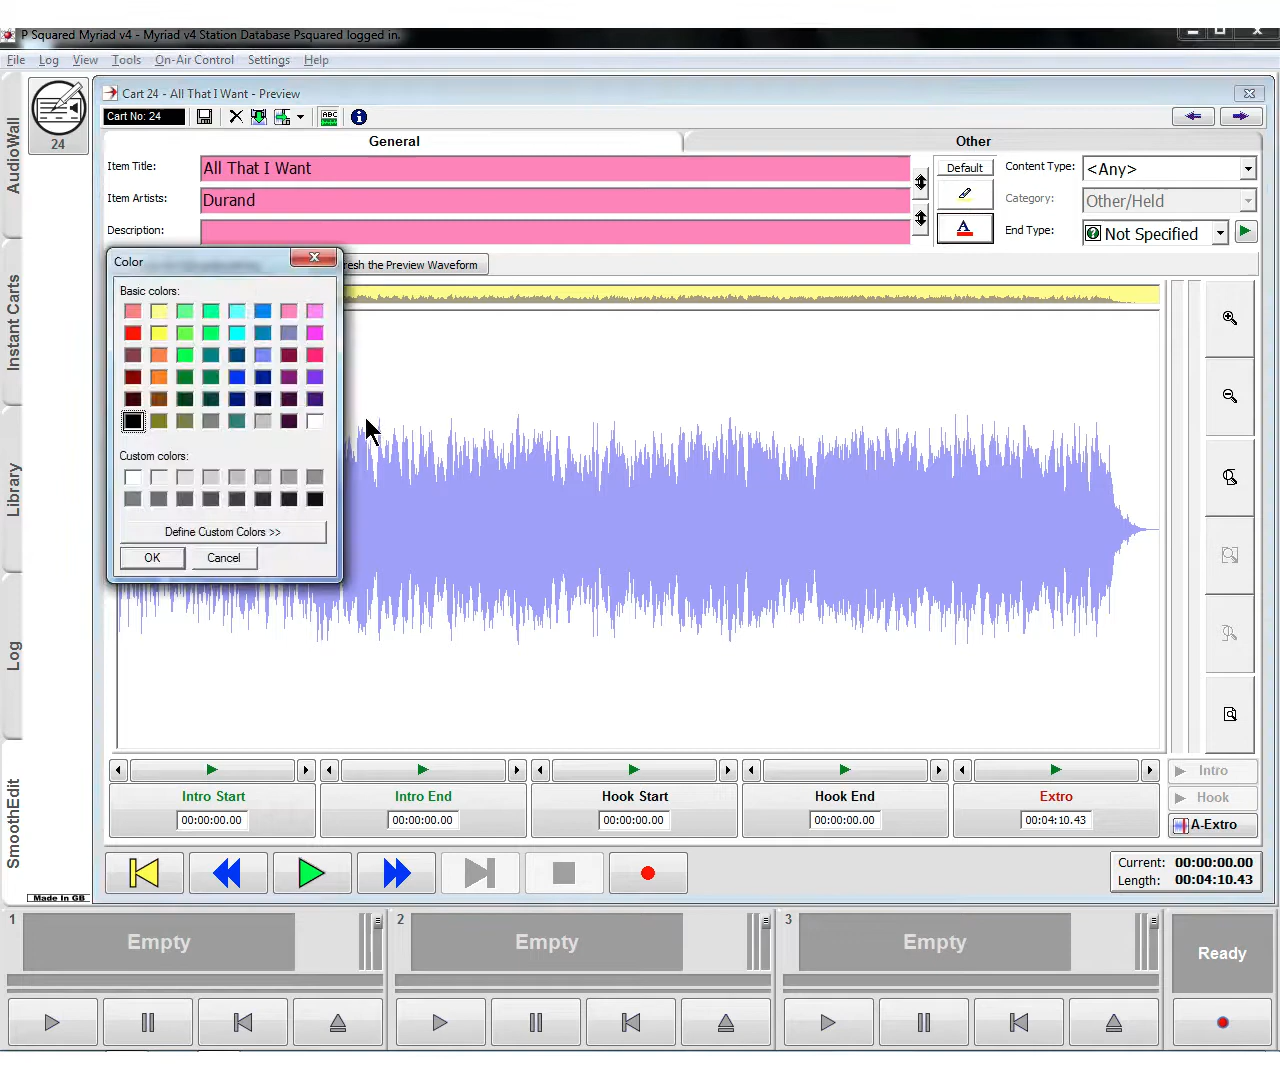 P Squared Myriad v4 - Myriad v4 Station Database Psquared logged in.
File Log View Tools On-Air Control Settings Help
AudioWall
Instant Carts
Library
Log
SmoothEdit
24
Cart 24 - All That I Want - Preview
Cart No: 24
ABC
General Other
Item Title: All That I Want
Item Artists: Durand
Description:
Default
Content Type: <Any>
Category: Other/Held
End Type: Not Specified
resh the Preview Waveform
Color
Basic colors:
Custom colors:
Define Custom Colors >>
OK Cancel
Intro Start Intro End Hook Start Hook End Extro
00:00:00.00 00:00:00.00 00:00:00.00 00:00:00.00 00:04:10.43
Intro
Hook
A-Extro
Current: 00:00:00.00
Length: 00:04:10.43
Made In GB
1 Empty 2 Empty 3 Empty
Ready